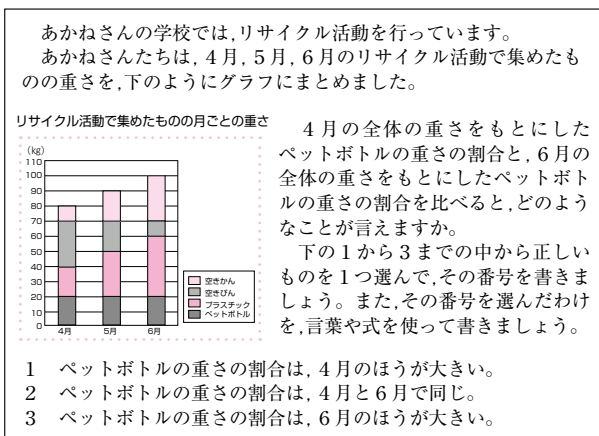 あかねさんの学校では,リサイクル活動を行っています。
あかねさんたちは,4月,5月,6月のリサイクル活動で集めたも
のの重さを,下のようにグラフにまとめました。
リサイクル活動で集めたものの月ごとの重さ
(kg)
110
100
90
80
70
60
50
40
30
20
10
0
4月 5月 6月
空きかん
空きびん
プラスチック
ペットボトル
4月の全体の重さをもとにした
ペットボトルの重さの割合と,6月の
全体の重さをもとにしたペットボト
ルの重さの割合を比べると,どのよう
なことが言えますか。
下の1から3までの中から正しい
ものを1つ選んで,その番号を書きま
しょう。また,その番号を選んだわけ
を,言葉や式を使って書きましょう。
1 ペットボトルの重さの割合は,4月のほうが大きい。
2 ペットボトルの重さの割合は,4月と6月で同じ。
3 ペットボトルの重さの割合は,6月のほうが大きい。